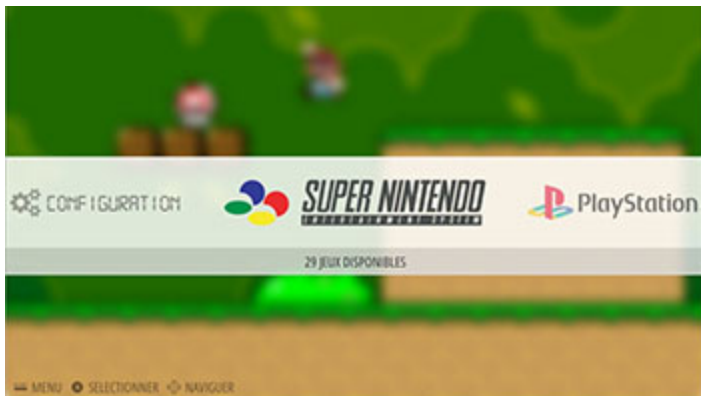 CONFIGURATION
SUPER NINTENDO
ENTERTAINMENT SYSTEM
PlayStation
29 JEUX DISPONIBLES
MENU SELECTIONNER NAVIGUER